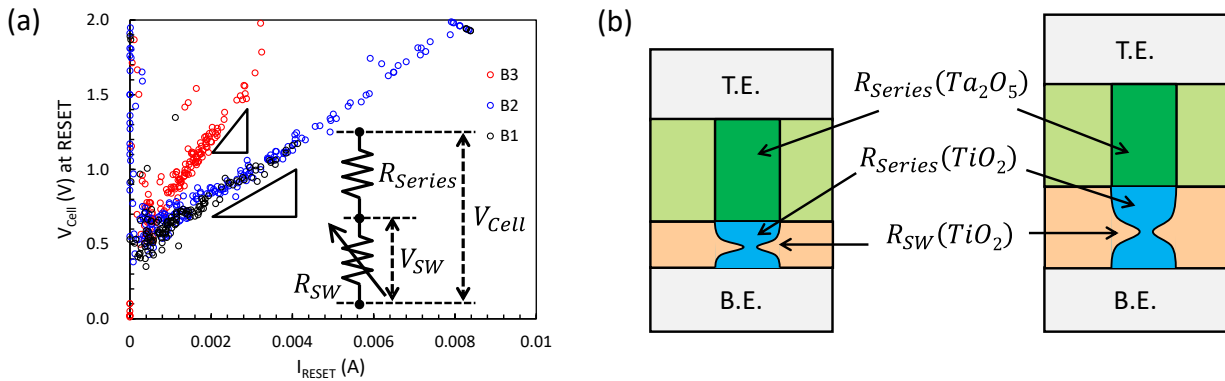 (a)
V_Cell (V) at RESET
2.0
1.5
1.0
0.5
0.0
0
0.002
0.004
0.006
0.008
0.01
I_RESET (A)
B3
B2
B1
R_Series
V_Cell
V_SW
R_SW
(b)
T.E.
T.E.
R_Series(Ta₂O₅)
R_Series(TiO₂)
R_SW(TiO₂)
B.E.
B.E.